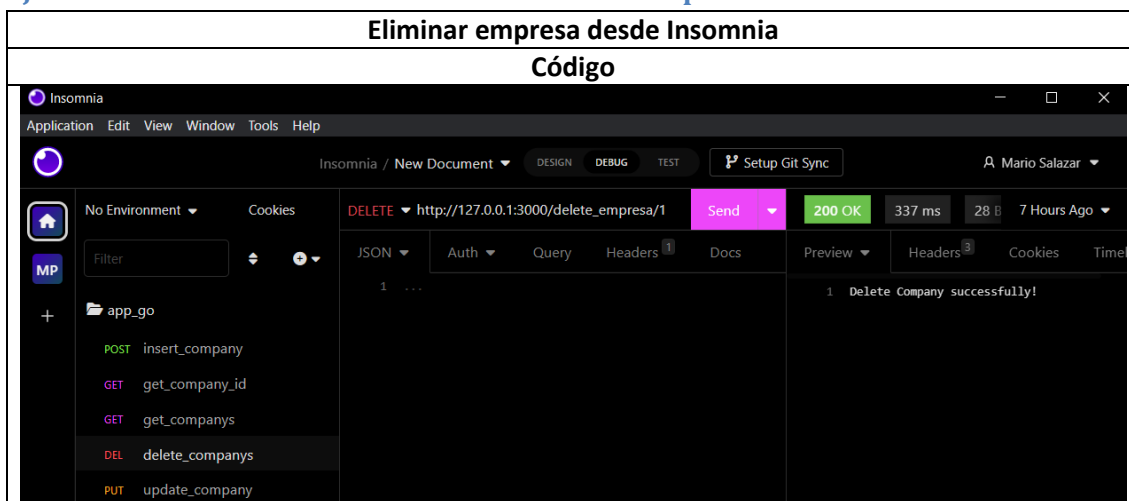 Eliminar empresa desde Insomnia
Código
Insomnia
Application Edit View Window Tools Help
Insomnia / New Document DESIGN DEBUG TEST Setup Git Sync Mario Salazar
No Environment Cookies DELETE http://127.0.0.1:3000/delete_empresa/1 Send 200 OK 337 ms 28 B 7 Hours Ago
Filter JSON Auth Query Headers 1 Docs Preview Headers 3 Cookies Timel
MP
1 ... 1 Delete Company successfully!
app_go
POST insert_company
GET get_company_id
GET get_companys
DEL delete_companys
PUT update_company